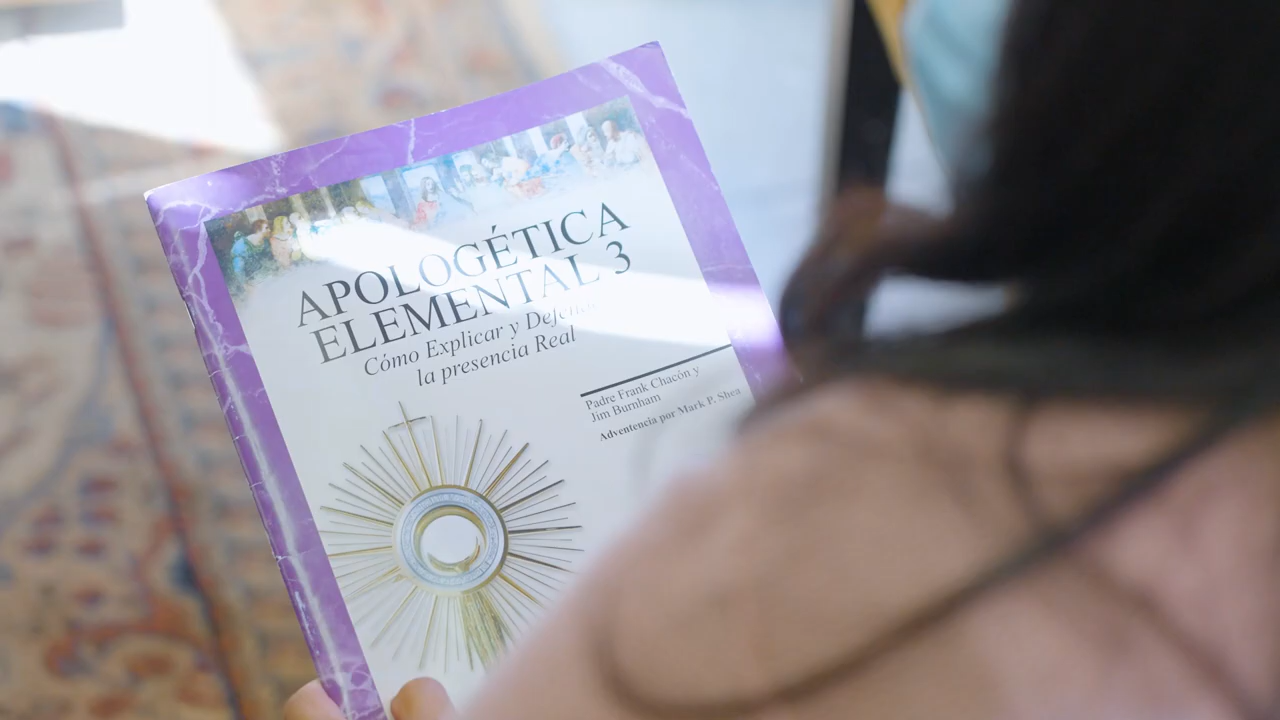 APOLOGÉTICA
ELEMENTAL 3
Cómo Explicar y
la presencia Real
Padre Frank Chacón y
Jim Burnham
Adventencia por Mark P. Shea